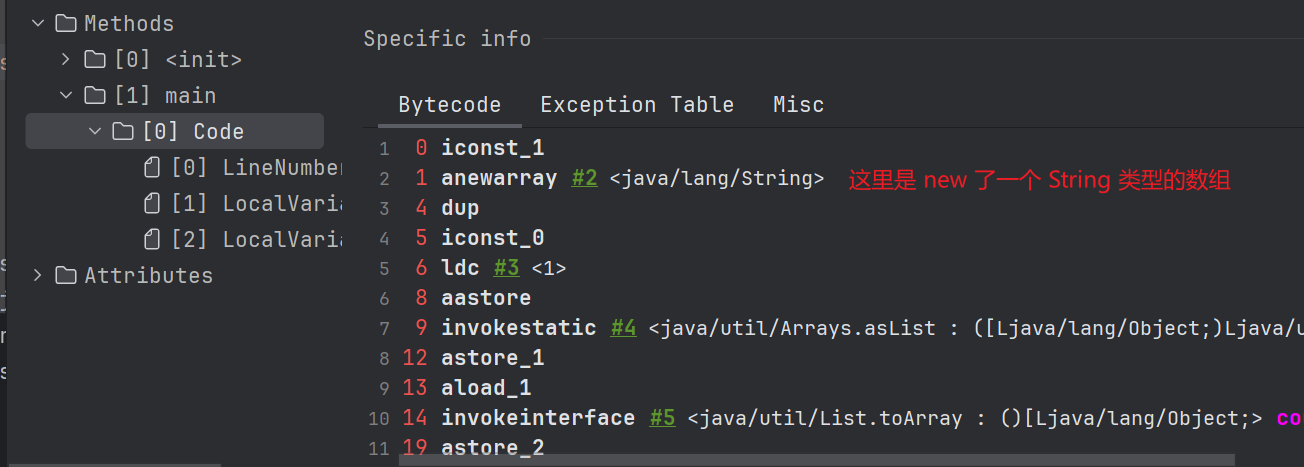 Methods
[0] <init>
[1] main
[0] Code
[0] LineNumber
[1] LocalVaria
[2] LocalVaria
Attributes
Specific info
Bytecode Exception Table Misc
1 0 iconst_1
2 1 anewarray #2 <java/lang/String> 这里是 new 了一个 String 类型的数组
3 4 dup
4 5 iconst_0
5 6 ldc #3 <1>
6 8 aastore
7 9 invokestatic #4 <java/util/Arrays.asList : ([Ljava/lang/Object;)Ljava/u
8 12 astore_1
9 13 aload_1
10 14 invokeinterface #5 <java/util/List.toArray : ()[Ljava/lang/Object;> co
11 19 astore_2